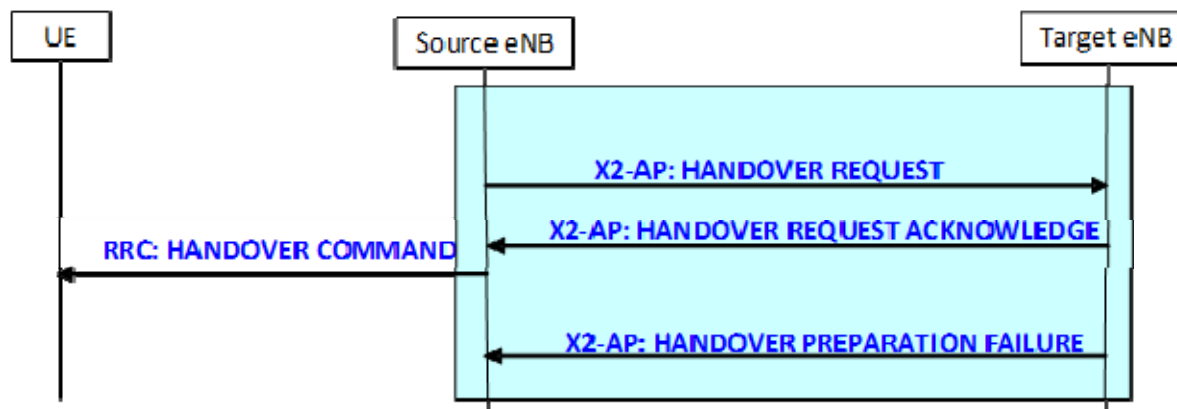 UE
Source eNB
Target eNB
X2-AP: HANDOVER REQUEST
X2-AP: HANDOVER REQUEST ACKNOWLEDGE
RRC: HANDOVER COMMAND
X2-AP: HANDOVER PREPARATION FAILURE